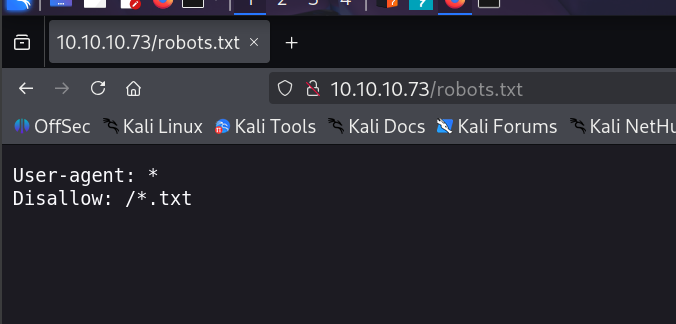 1 2 3 4
10.10.10.73/robots.txt
10.10.10.73/robots.txt
OffSec Kali Linux Kali Tools Kali Docs Kali Forums Kali NetHu
User-agent: *
Disallow: /*.txt